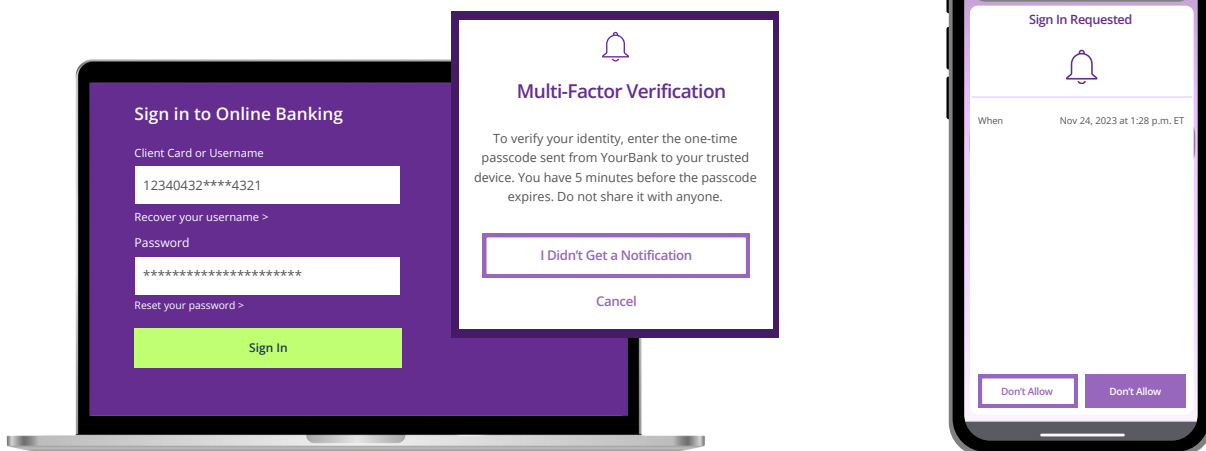 Sign in to Online Banking
Client Card or Username
12340432****4321
Recover your username >
Password
**********************
Reset your password >
Sign In
Multi-Factor Verification
To verify your identity, enter the one-time
passcode sent from YourBank to your trusted
device. You have 5 minutes before the passcode
expires. Do not share it with anyone.
I Didn't Get a Notification
Cancel
Sign In Requested
When Nov 24, 2023 at 1:28 p.m. ET
Don't Allow Don't Allow